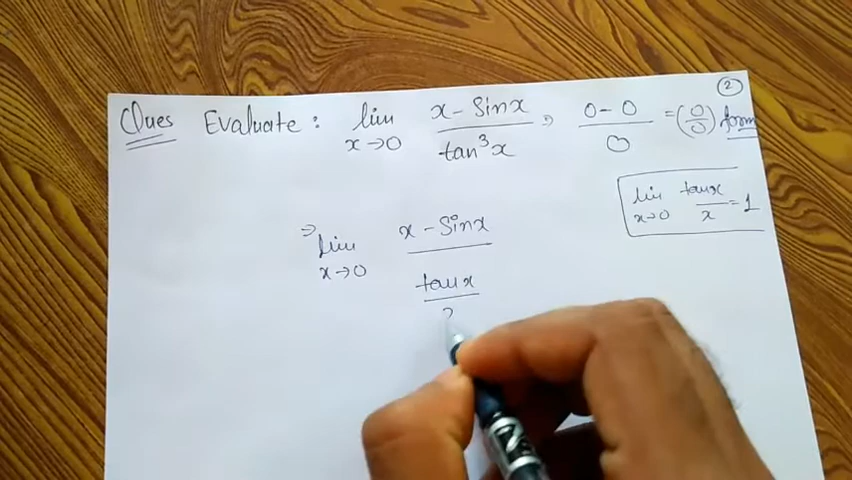 ②
Ques Evaluate : lim x→0 x - Sinx / tan³x ⇒ 0 - 0 / 0 = (0/0) form
lim x→0 tanx / x = 1
⇒ lim x→0 x - Sinx / tanx